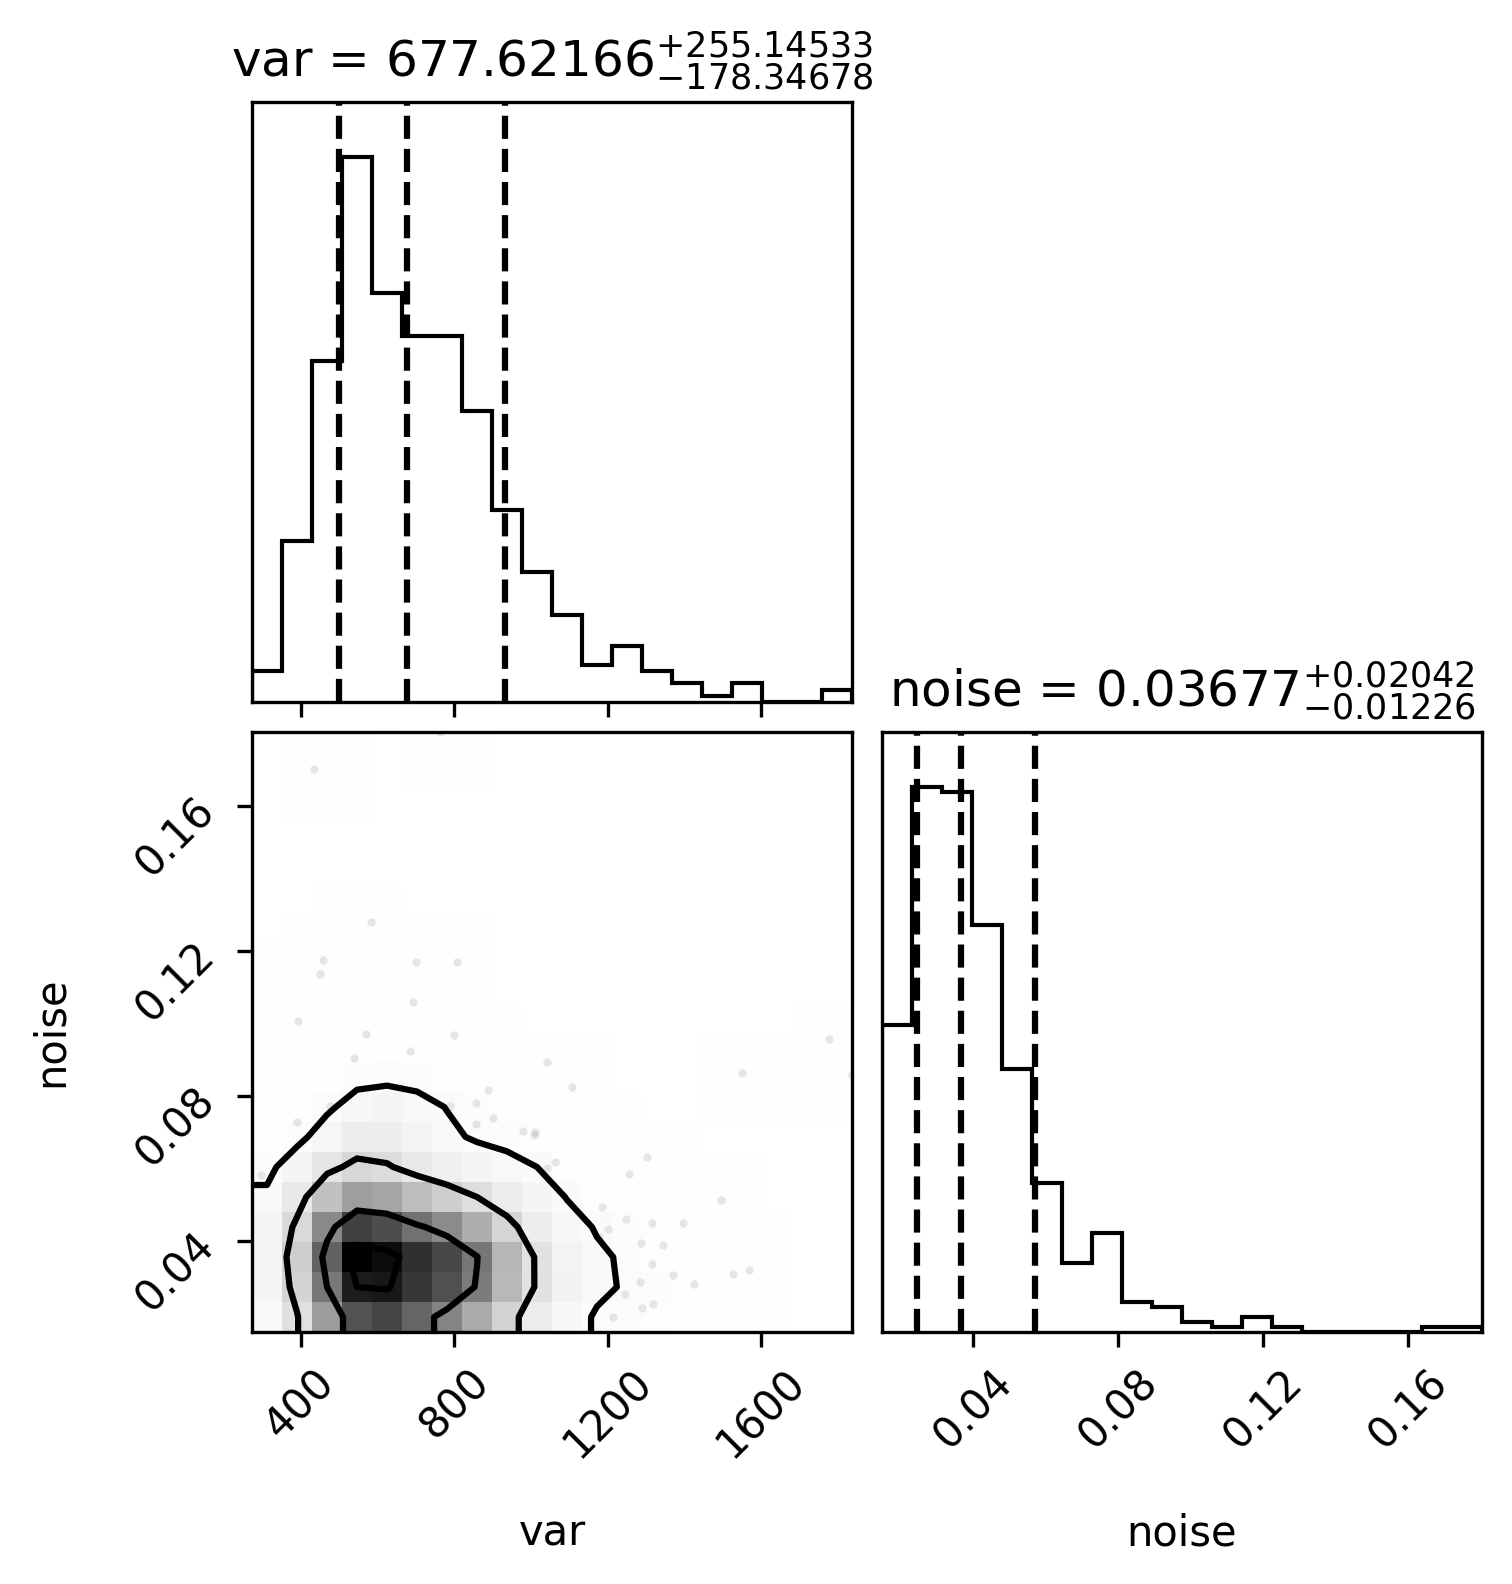 var = 677.62166 +255.14533 −178.34678
noise = 0.03677 +0.02042 −0.01226
noise
0.16
0.12
0.08
0.04
400 800 1200 1600
0.04 0.08 0.12 0.16
var
noise